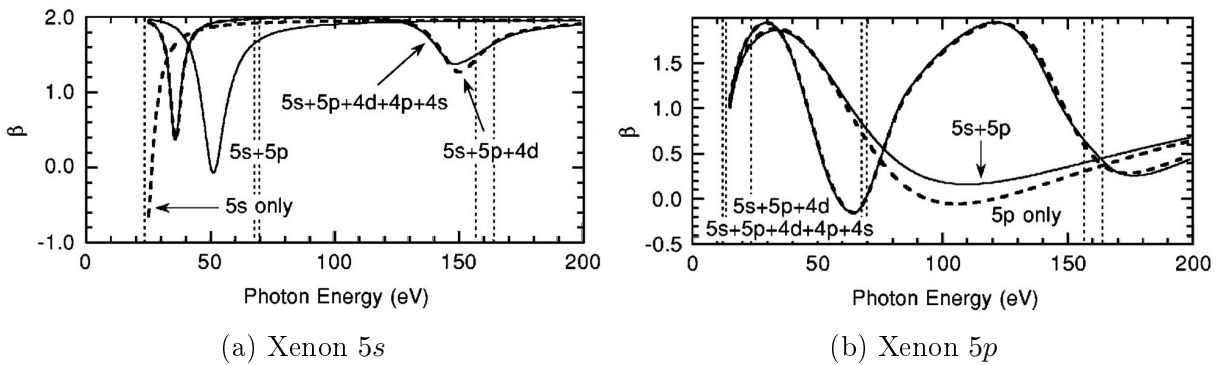 2.0
1.0
0.0
-1.0
β
5s+5p+4d+4p+4s
5s+5p
5s+5p+4d
5s only
0
50
100
150
200
Photon Energy (eV)
(a) Xenon 5s
1.5
1.0
0.5
0.0
-0.5
β
5s+5p
5s+5p+4d
5s+5p+4d+4p+4s
5p only
0
50
100
150
200
Photon Energy (eV)
(b) Xenon 5p